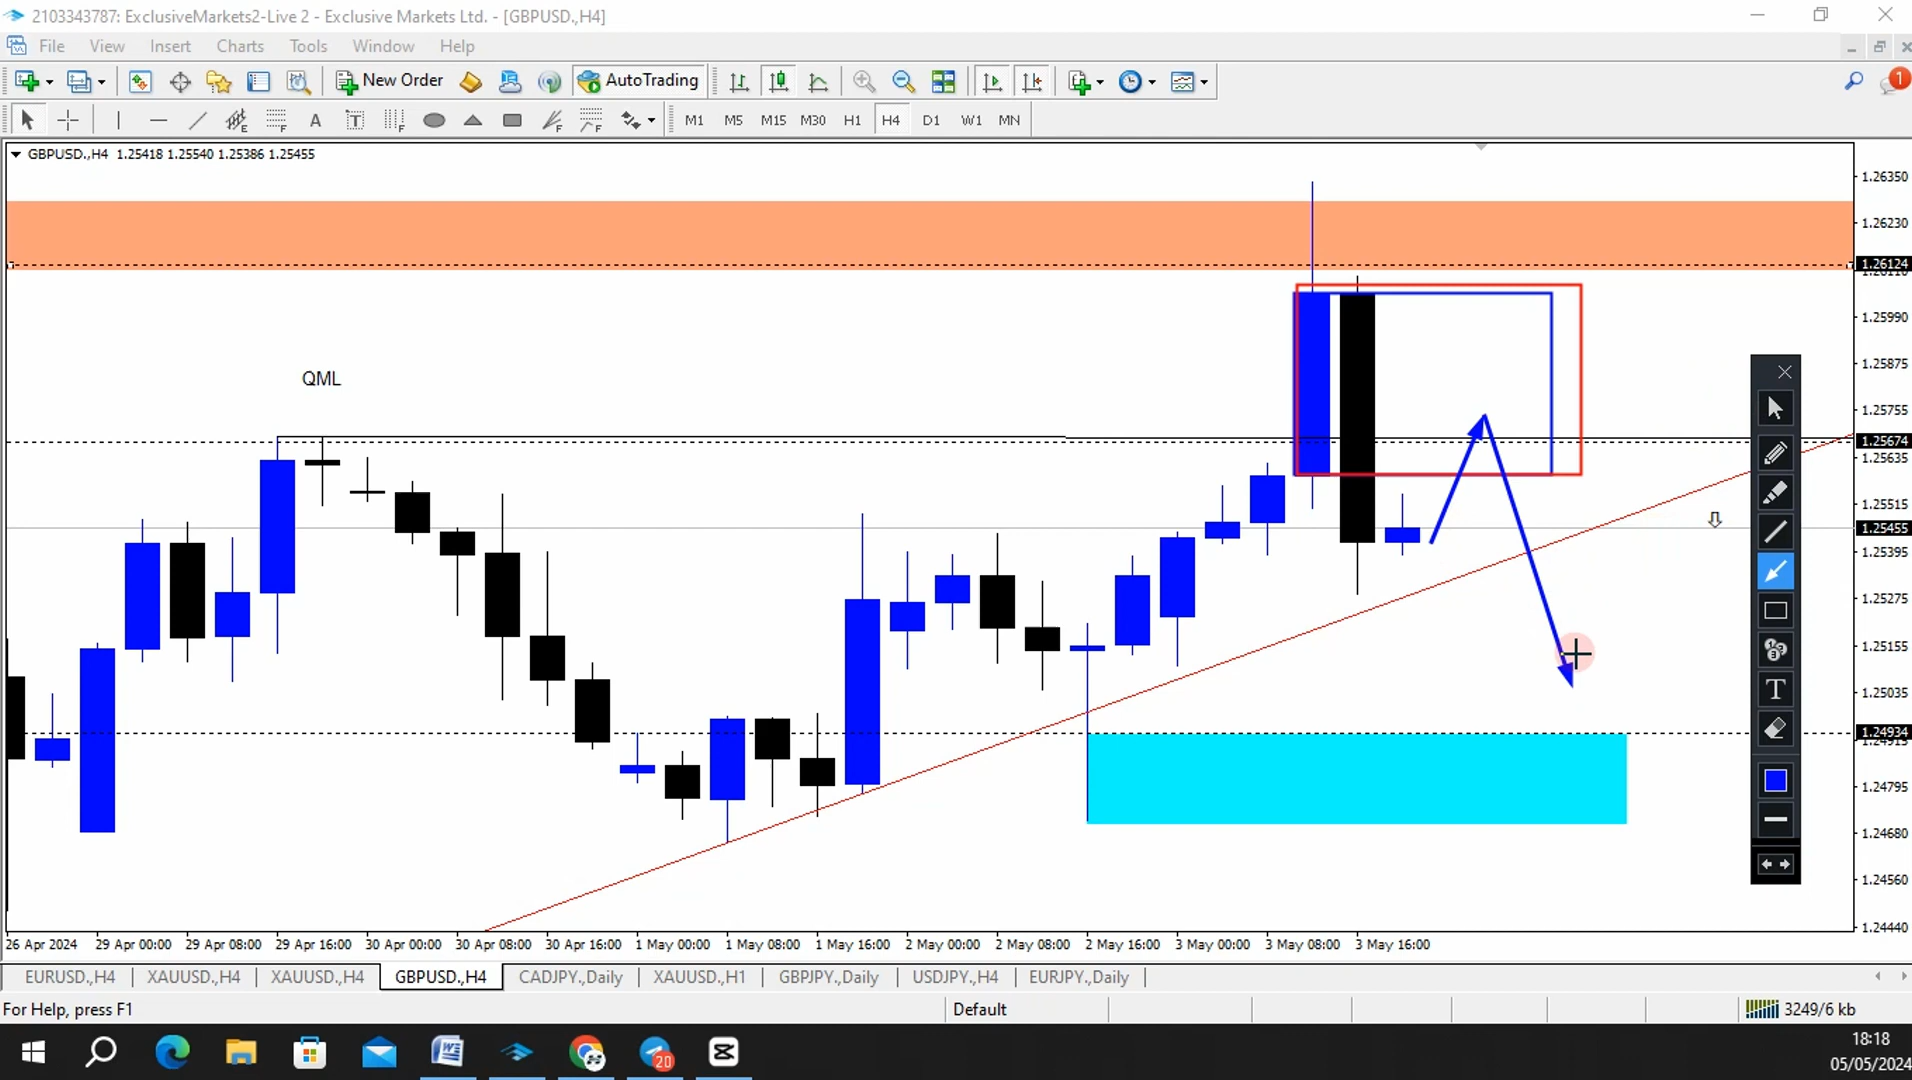 2103343787: ExclusiveMarkets2-Live 2 - Exclusive Markets Ltd. - [GBPUSD.,H4]
File View Insert Charts Tools Window Help
New Order AutoTrading 1
A T M1 M5 M15 M30 H1 H4 D1 W1 MN
GBPUSD.,H4 1.25418 1.25540 1.25386 1.25455
1.26350
1.26230
1.26124
1.25990
1.25875
QML
1.25755
1.25674
1.25635
1.25515
1.25455
1.25395
1.25275
1.25155
T
1.25035
1.24934
1.24795
1.24680
1.24560
1.24440
26 Apr 2024 29 Apr 00:00 29 Apr 08:00 29 Apr 16:00 30 Apr 00:00 30 Apr 08:00 30 Apr 16:00 1 May 00:00 1 May 08:00 1 May 16:00 2 May 00:00 2 May 08:00 2 May 16:00 3 May 00:00 3 May 08:00 3 May 16:00
EURUSD.,H4 XAUUSD.,H4 XAUUSD.,H4 GBPUSD.,H4 CADJPY.,Daily XAUUSD.,H1 GBPJPY.,Daily USDJPY.,H4 EURJPY.,Daily
For Help, press F1 Default 3249/6 kb
20
18:18
05/05/2024